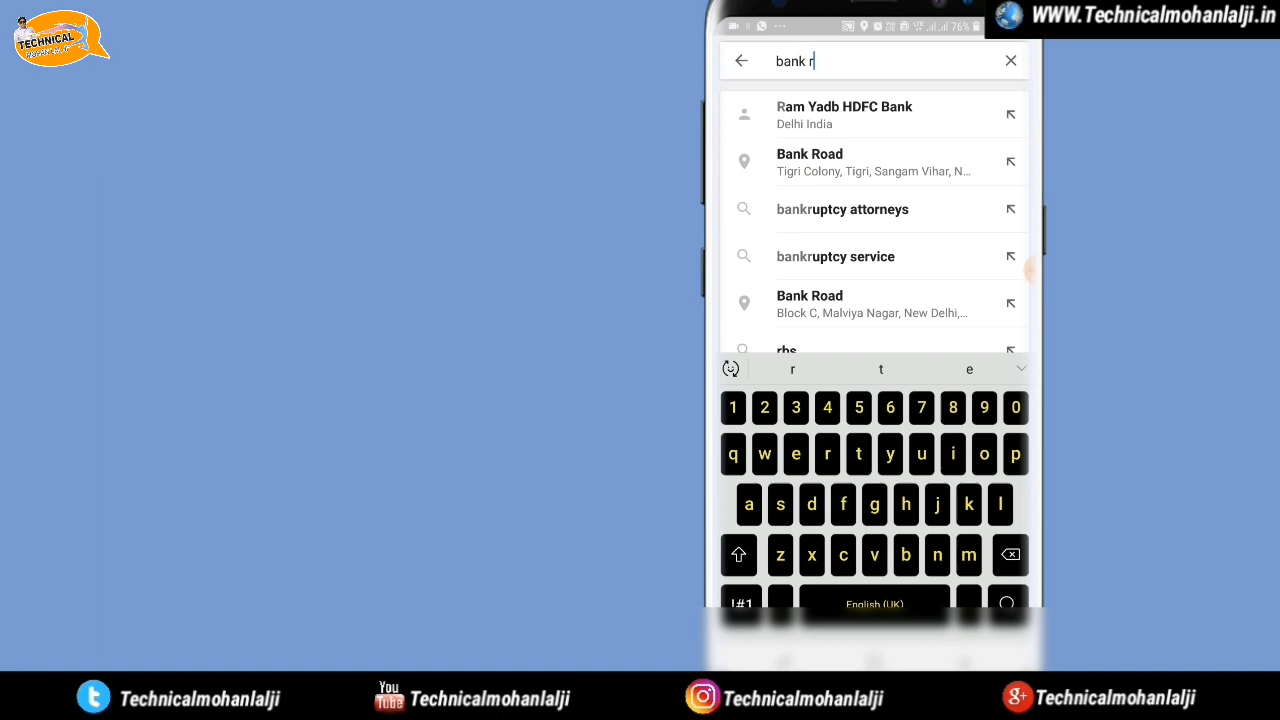 TECHNICAL
WWW.Technicalmohanlalji.in
76%
bank r
Ram Yadb HDFC Bank
Delhi India
Bank Road
Tigri Colony, Tigri, Sangam Vihar, N...
bankruptcy attorneys
bankruptcy service
Bank Road
Block C, Malviya Nagar, New Delhi,...
rbs
r t e
1 2 3 4 5 6 7 8 9 0
q w e r t y u i o p
a s d f g h j k l
z x c v b n m
!#1 English (UK)
Technicalmohanlalji You Tube Technicalmohanlalji Technicalmohanlalji g+ Technicalmohanlalji